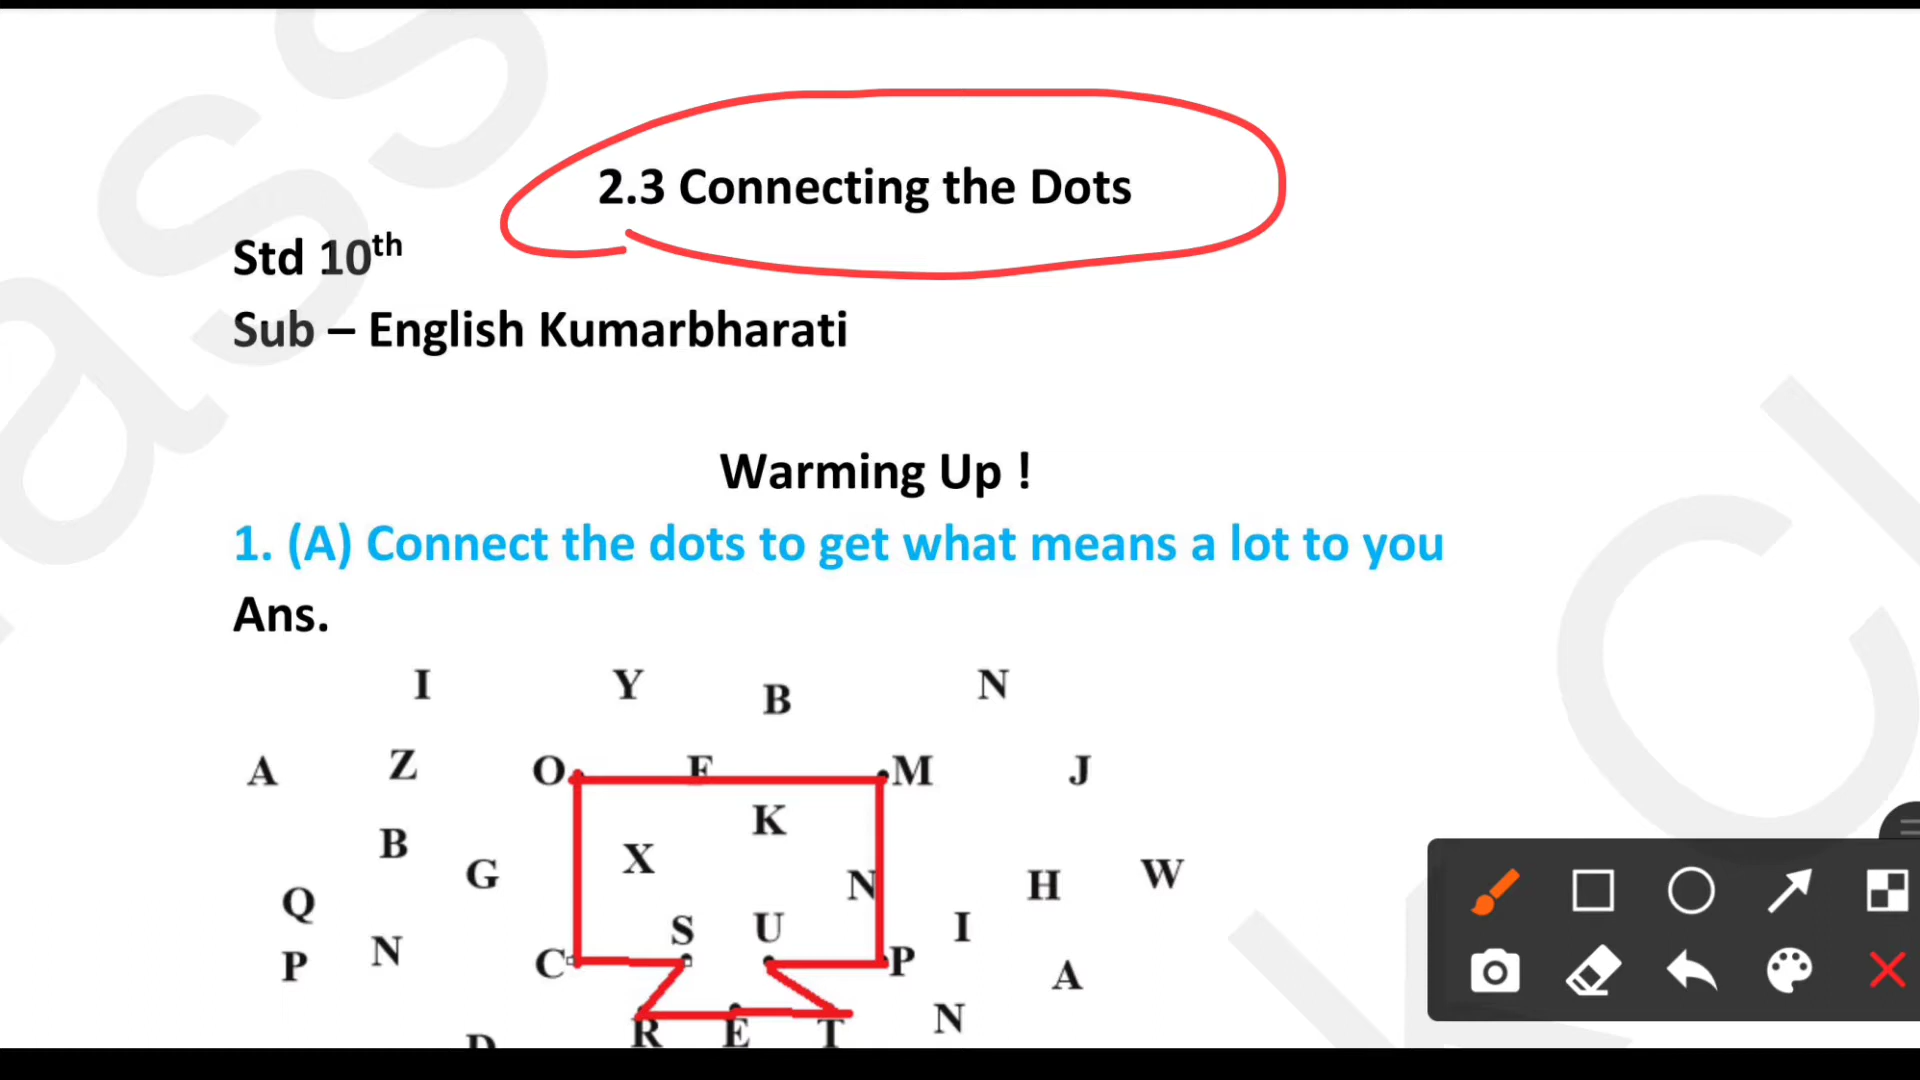 2.3 Connecting the Dots
Std 10th
Sub – English Kumarbharati
Warming Up !
1. (A) Connect the dots to get what means a lot to you
Ans.
I Y B N
A Z O F M J
B X K
Q G N H W
P N C S U P I A
R E T N